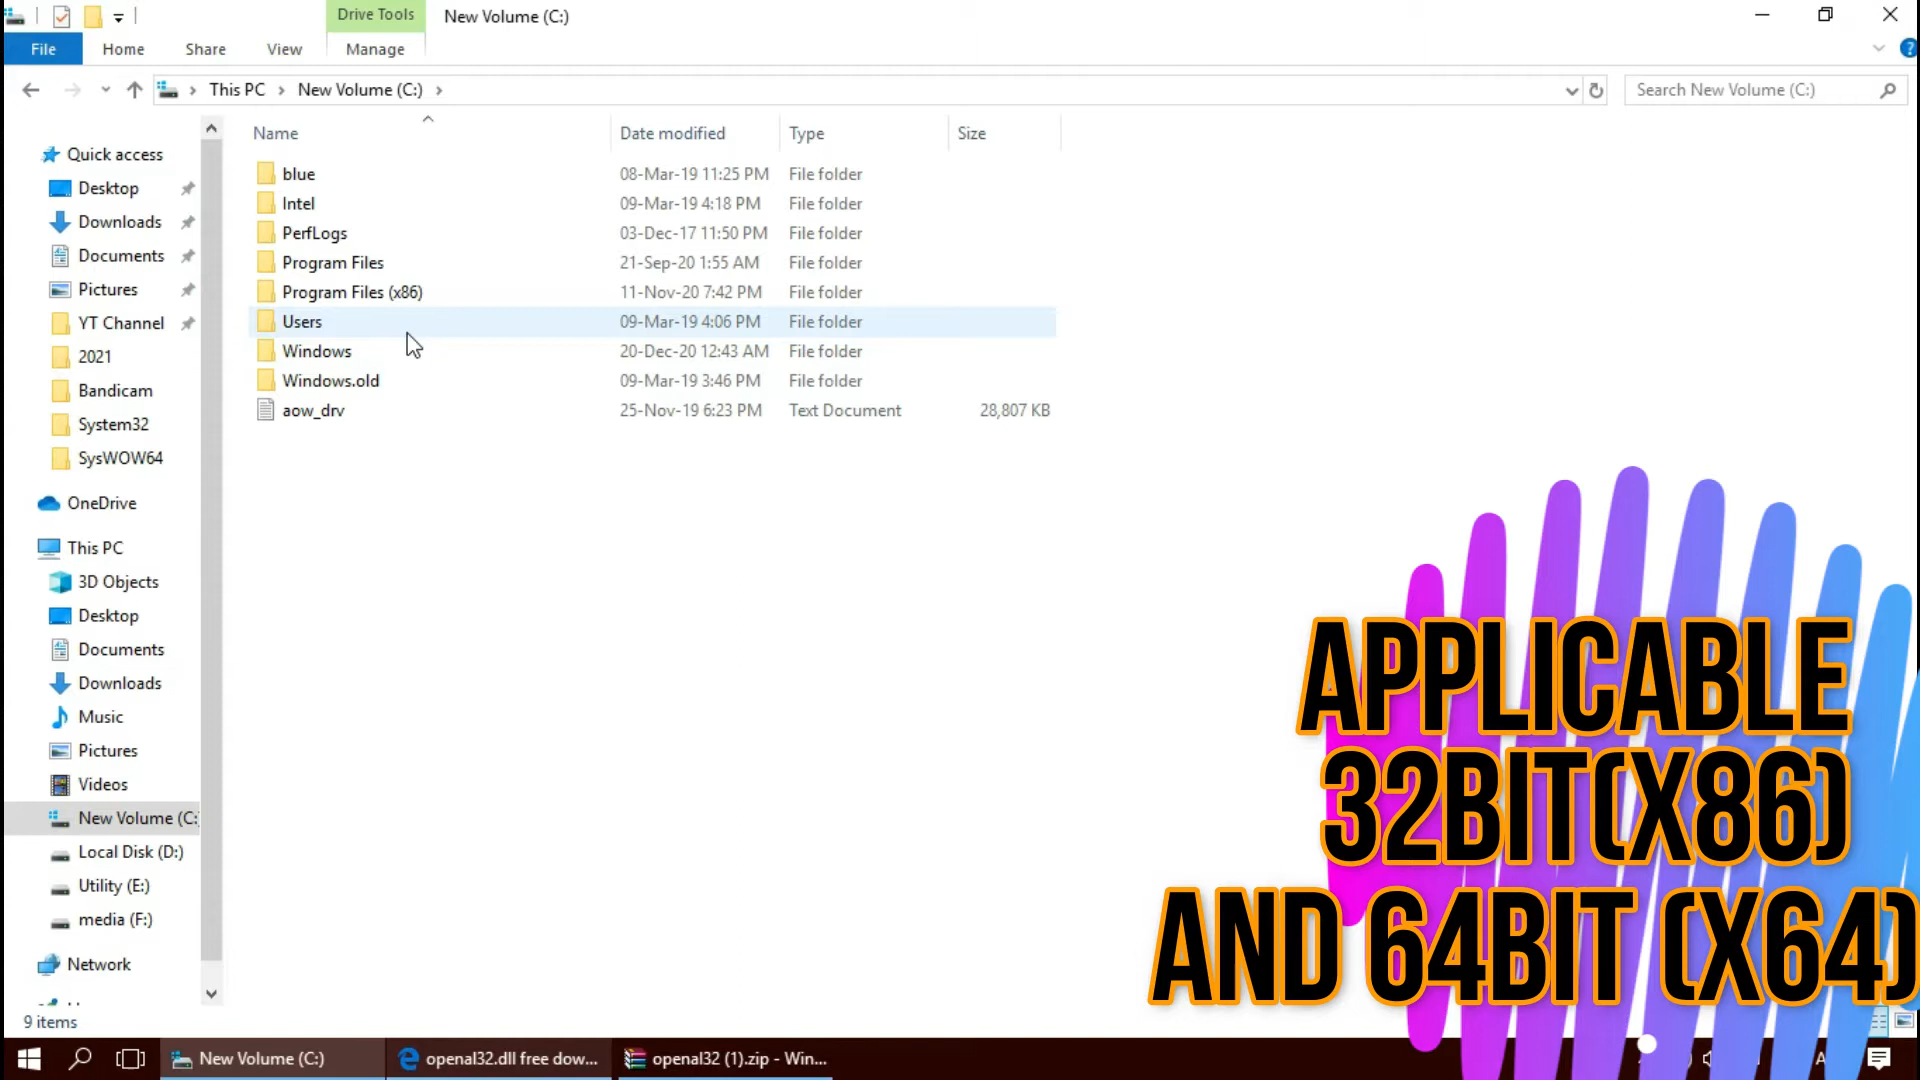 Drive Tools
New Volume (C:)
File
Home
Share
View
Manage
This PC
New Volume (C:)
Search New Volume (C:)
Name
Date modified
Type
Size
Quick access
Desktop
Downloads
Documents
Pictures
YT Channel
2021
Bandicam
System32
SysWOW64
OneDrive
This PC
3D Objects
Desktop
Documents
Downloads
Music
Pictures
Videos
New Volume (C:
Local Disk (D:)
Utility (E:)
media (F:)
Network
blue 08-Mar-19 11:25 PM File folder
Intel 09-Mar-19 4:18 PM File folder
PerfLogs 03-Dec-17 11:50 PM File folder
Program Files 21-Sep-20 1:55 AM File folder
Program Files (x86) 11-Nov-20 7:42 PM File folder
Users 09-Mar-19 4:06 PM File folder
Windows 20-Dec-20 12:43 AM File folder
Windows.old 09-Mar-19 3:46 PM File folder
aow_drv 25-Nov-19 6:23 PM Text Document 28,807 KB
APPLICABLE
32BIT(X86)
AND 64BIT (X64)
9 items
New Volume (C:)
openal32.dll free dow...
openal32 (1).zip - Win...